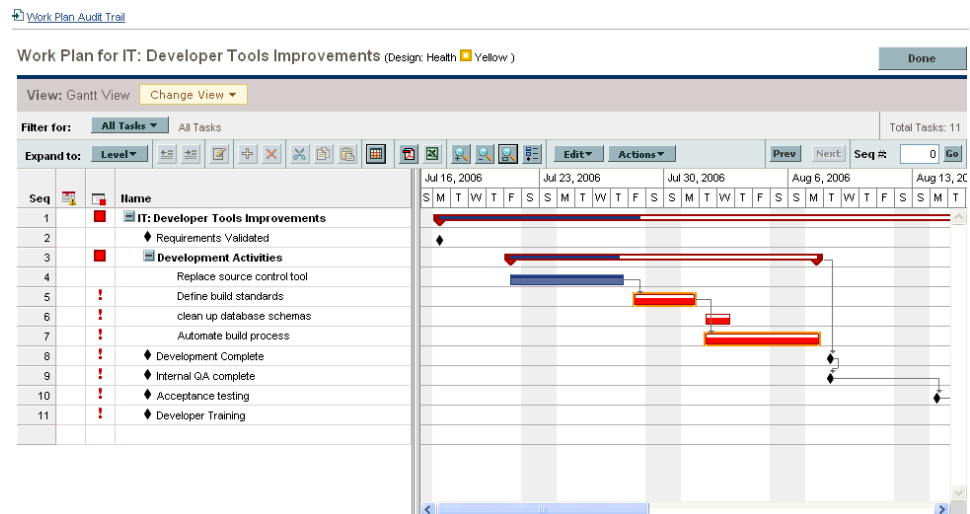 Work Plan Audit Trail
Work Plan for IT: Developer Tools Improvements (Design: Health Yellow )
Done
View: Gantt View Change View
Filter for: All Tasks All Tasks Total Tasks: 11
Expand to: Level Edit Actions Prev Next Seq #: 0 Go
Jul 16, 2006 Jul 23, 2006 Jul 30, 2006 Aug 6, 2006 Aug 13, 20
Seq Name S M T W T F S S M T W T F S S M T W T F S S M T W T F S S M T
1 IT: Developer Tools Improvements
2 Requirements Validated
3 Development Activities
4 Replace source control tool
5 ! Define build standards
6 ! clean up database schemas
7 ! Automate build process
8 ! Development Complete
9 ! Internal QA complete
10 ! Acceptance testing
11 ! Developer Training